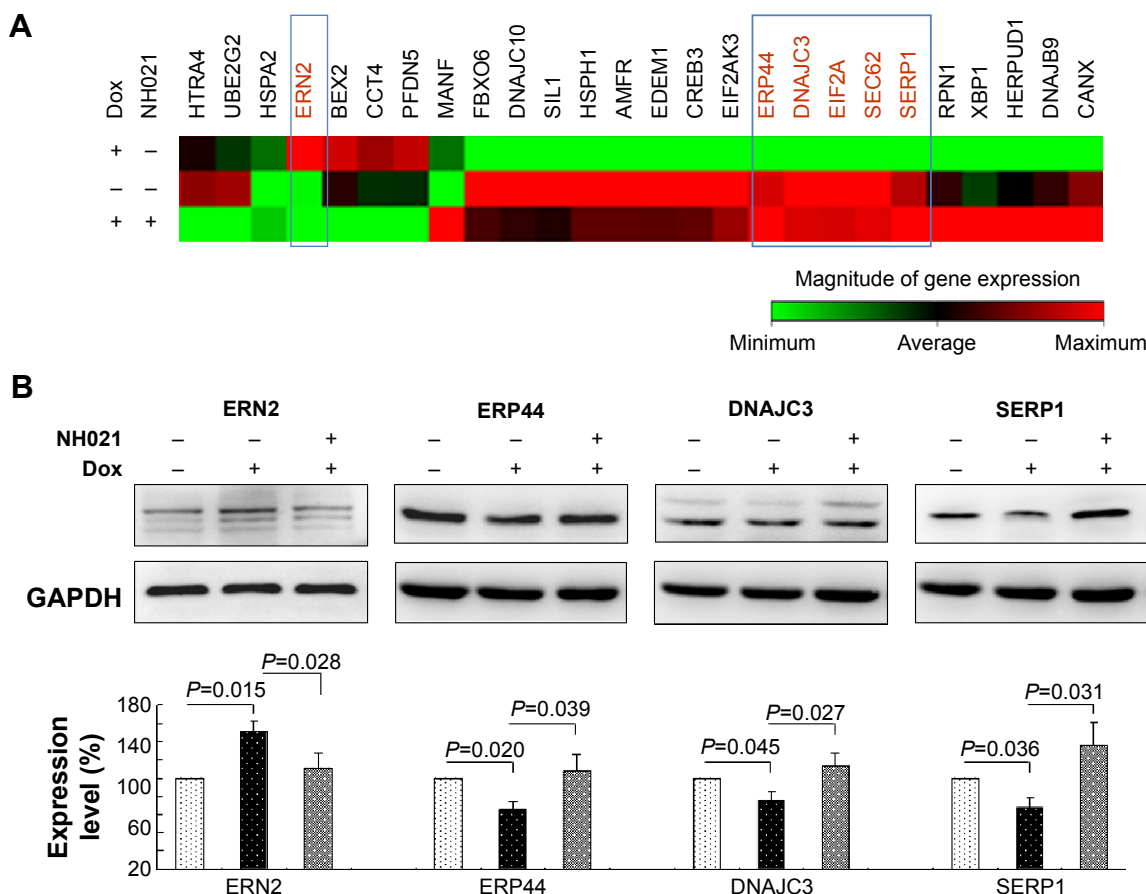 A
Dox NH021 HTRA4 UBE2G2 HSPA2 ERN2 BEX2 CCT4 PFDN5 MANF FBXO6 DNAJC10 SIL1 HSPH1 AMFR EDEM1 CREB3 EIF2AK3 ERP44 DNAJC3 EIF2A SEC62 SERP1 RPN1 XBP1 HERPUD1 DNAJB9 CANX
+ –
– –
+ +
Magnitude of gene expression
Minimum Average Maximum
B
ERN2 ERP44 DNAJC3 SERP1
NH021 – – + – – + – – + – – +
Dox – + + – + + – + + – + +
GAPDH
P=0.015 P=0.028 P=0.020 P=0.039 P=0.045 P=0.027 P=0.036 P=0.031
Expression
level (%)
180
140
100
60
20
ERN2 ERP44 DNAJC3 SERP1